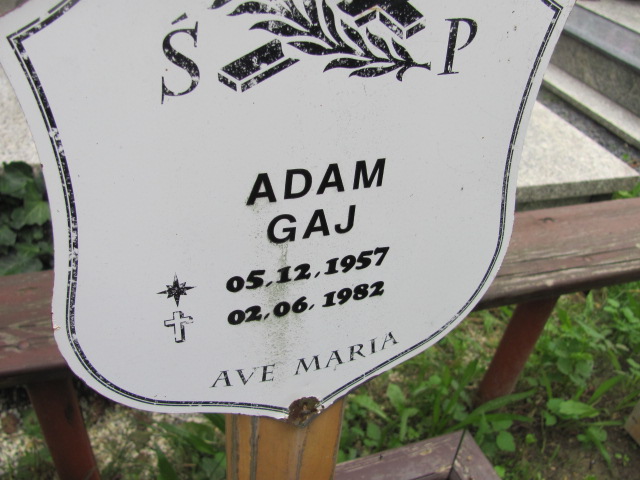 Ś P
ADAM
GAJ
05.12.1957
02.06.1982
AVE MARIA